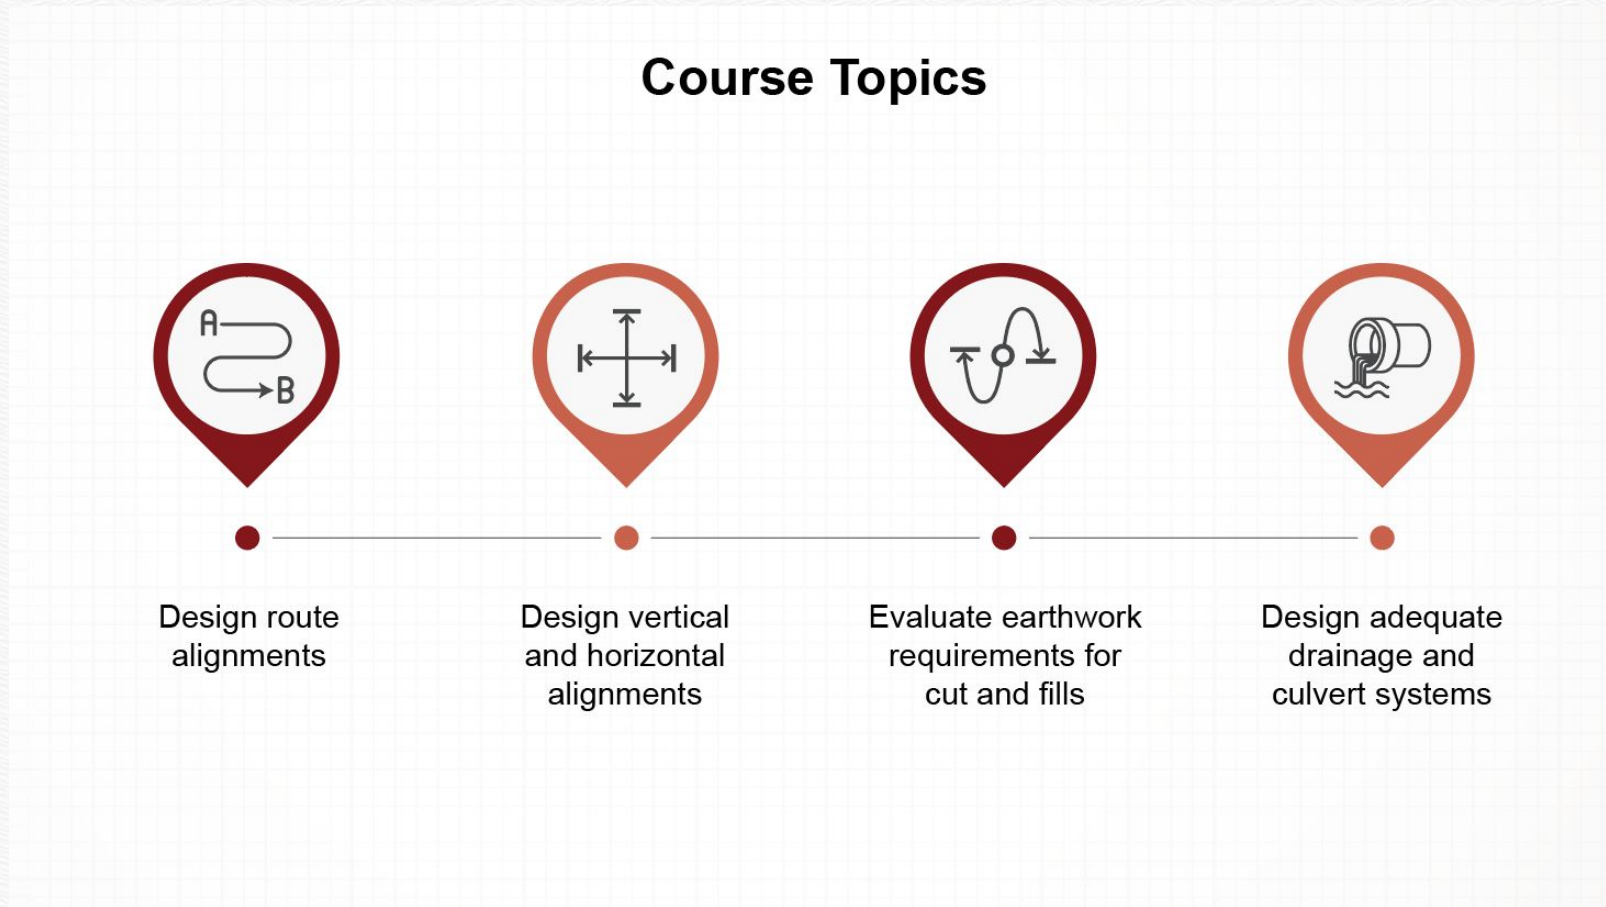 Course Topics
A
B
Design route
alignments
Design vertical
and horizontal
alignments
Evaluate earthwork
requirements for
cut and fills
Design adequate
drainage and
culvert systems